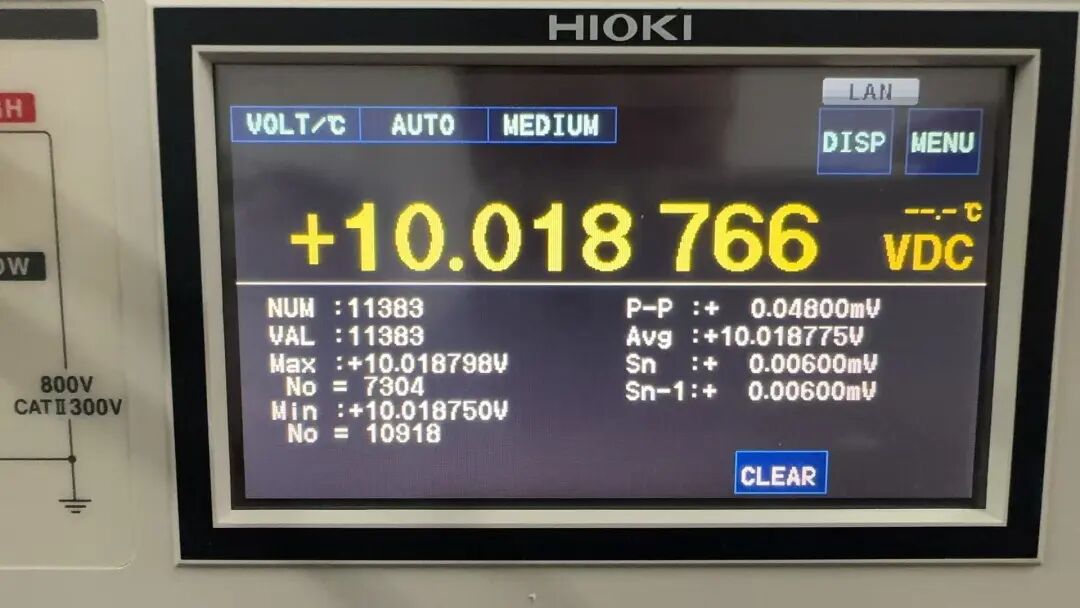 HIOKI
GH
LAN
VOLT/℃ AUTO MEDIUM
DISP MENU
+10.018 766
--.-℃
VDC
NUM :11383
VAL :11383
Max :+10.018798V
No = 7304
Min :+10.018750V
No = 10918
P-P :+ 0.04800mV
Avg :+10.018775V
Sn :+ 0.00600mV
Sn-1:+ 0.00600mV
CLEAR
OW
800V
CATⅡ300V